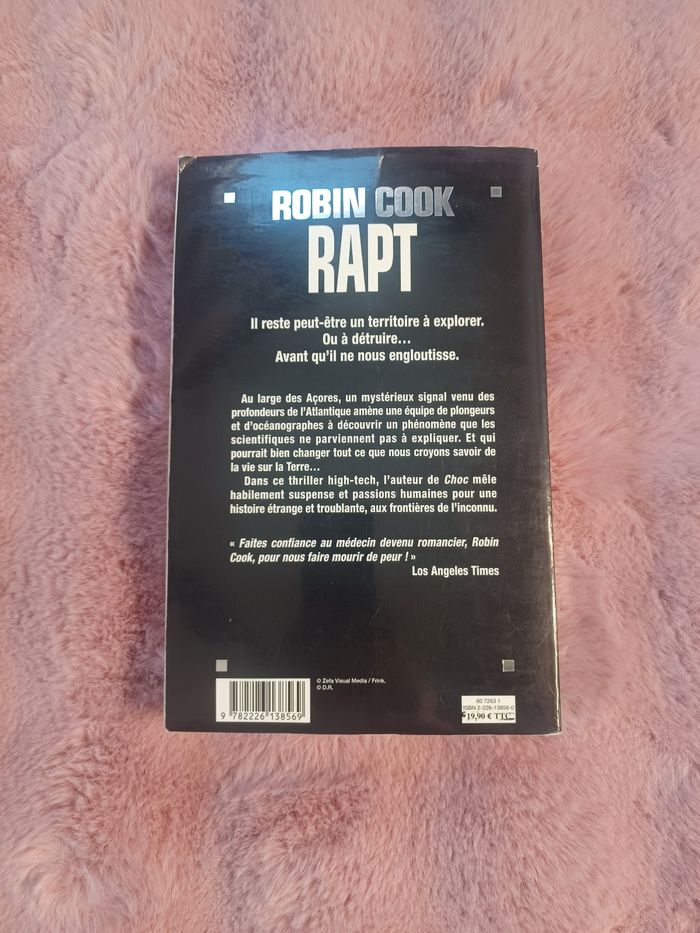 ROBIN COOK
RAPT
Il reste peut-être un territoire à explorer.
Ou à détruire...
Avant qu'il ne nous engloutisse.
Au large des Açores, un mystérieux signal venu des
profondeurs de l'Atlantique amène une équipe de plongeurs
et d'océanographes à découvrir un phénomène que les
scientifiques ne parviennent pas à expliquer. Et qui
pourrait bien changer tout ce que nous croyons savoir de
la vie sur la Terre...
Dans ce thriller high-tech, l'auteur de Choc mêle
habilement suspense et passions humaines pour une
histoire étrange et troublante, aux frontières de l'inconnu.
« Faites confiance au médecin devenu romancier, Robin
Cook, pour nous faire mourir de peur ! »
Los Angeles Times
© Zefa Visual Media / Frink.
© D.R.
9 782226 138569
60 7263 1
ISBN 2-226-13856-0
19,90 € TTC